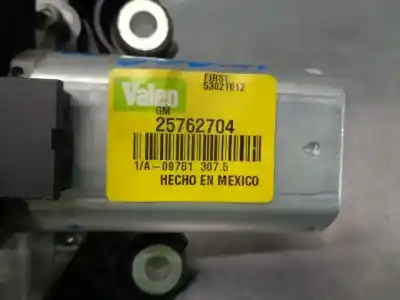 Valeo
FIRST
53021012
GM
25762704
1/A-09781 307.5
HECHO EN MEXICO